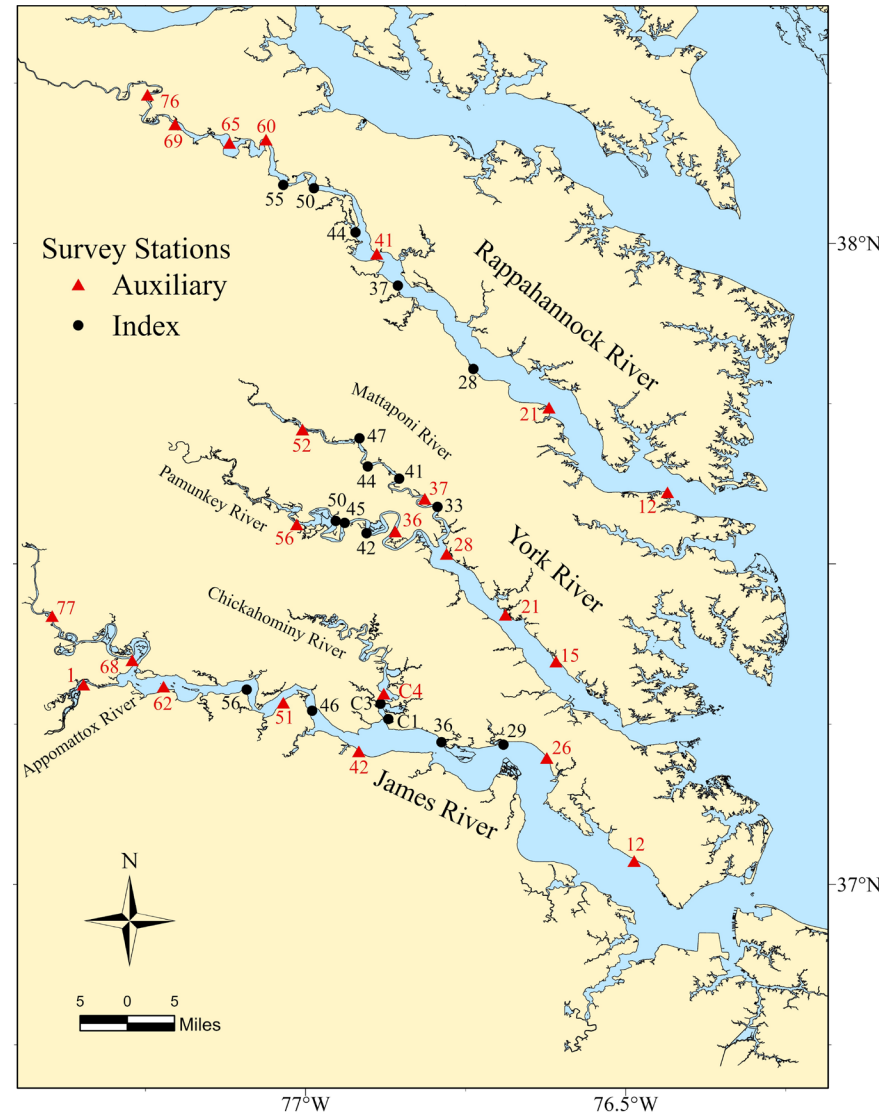 76
69
65
60
55
50
44
41
37
28
21
12
38°N
Survey Stations
Auxiliary
Index
Rappahannock River
Mattaponi River
52
47
44
41
37
33
Pamunkey River
56
50
45
42
36
28
York River
21
15
Chickahominy River
77
68
1
Appomattox River
62
56
51
46
C4
C3
C1
42
36
29
26
James River
12
37°N
N
5 0 5
Miles
77°W
76.5°W